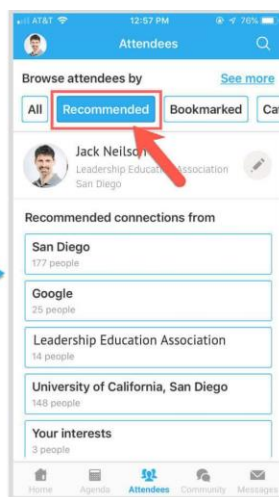 AT&T 12:57 PM 76%
Attendees
Browse attendees by See more
All Recommended Bookmarked Ca
Jack Neilson
Leadership Education Association
San Diego
Recommended connections from
San Diego
177 people
Google
25 people
Leadership Education Association
14 people
University of California, San Diego
148 people
Your interests
3 people
Home Agenda Attendees Community Messages